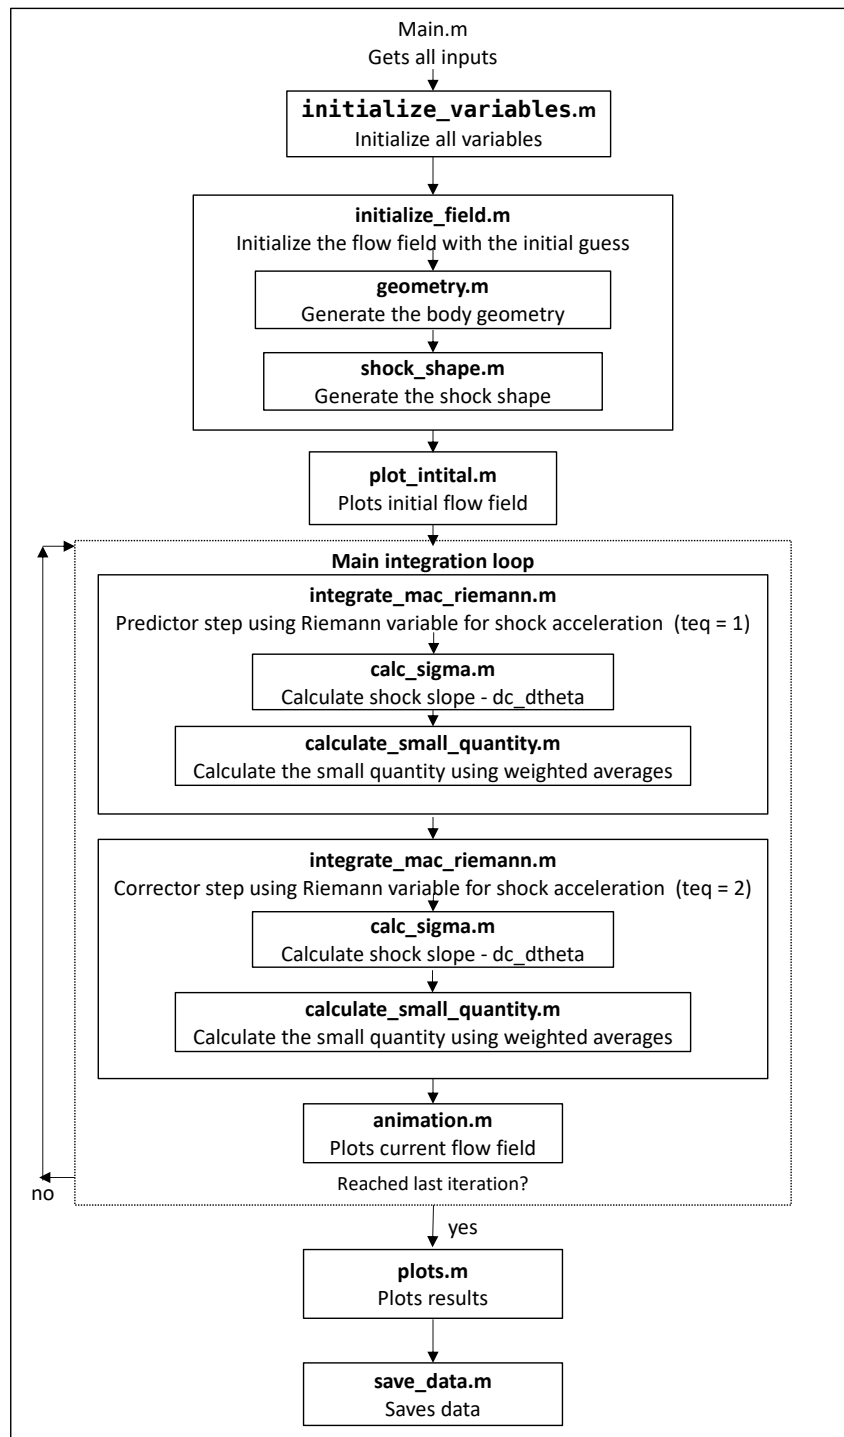 Main.m
Gets all inputs
initialize_variables.m
Initialize all variables
initialize_field.m
Initialize the flow field with the initial guess
geometry.m
Generate the body geometry
shock_shape.m
Generate the shock shape
plot_intital.m
Plots initial flow field
Main integration loop
integrate_mac_riemann.m
Predictor step using Riemann variable for shock acceleration (teq = 1)
calc_sigma.m
Calculate shock slope - dc_dtheta
calculate_small_quantity.m
Calculate the small quantity using weighted averages
integrate_mac_riemann.m
Corrector step using Riemann variable for shock acceleration (teq = 2)
calc_sigma.m
Calculate shock slope - dc_dtheta
calculate_small_quantity.m
Calculate the small quantity using weighted averages
animation.m
Plots current flow field
Reached last iteration?
no
yes
plots.m
Plots results
save_data.m
Saves data